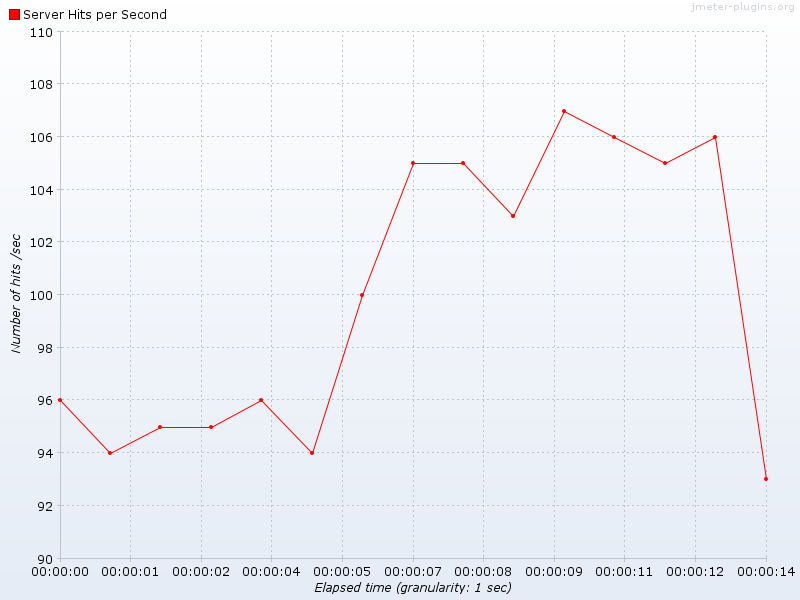 jmeter-plugins.org
Server Hits per Second
110
108
106
104
102
100
98
96
94
92
90
Number of hits /sec
00:00:00 00:00:01 00:00:02 00:00:04 00:00:05 00:00:07 00:00:08 00:00:09 00:00:11 00:00:12 00:00:14
Elapsed time (granularity: 1 sec)